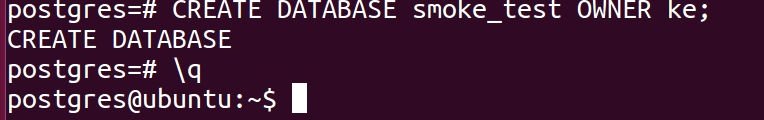 postgres=# CREATE DATABASE smoke_test OWNER ke;
CREATE DATABASE
postgres=# \q
postgres@ubuntu:~$